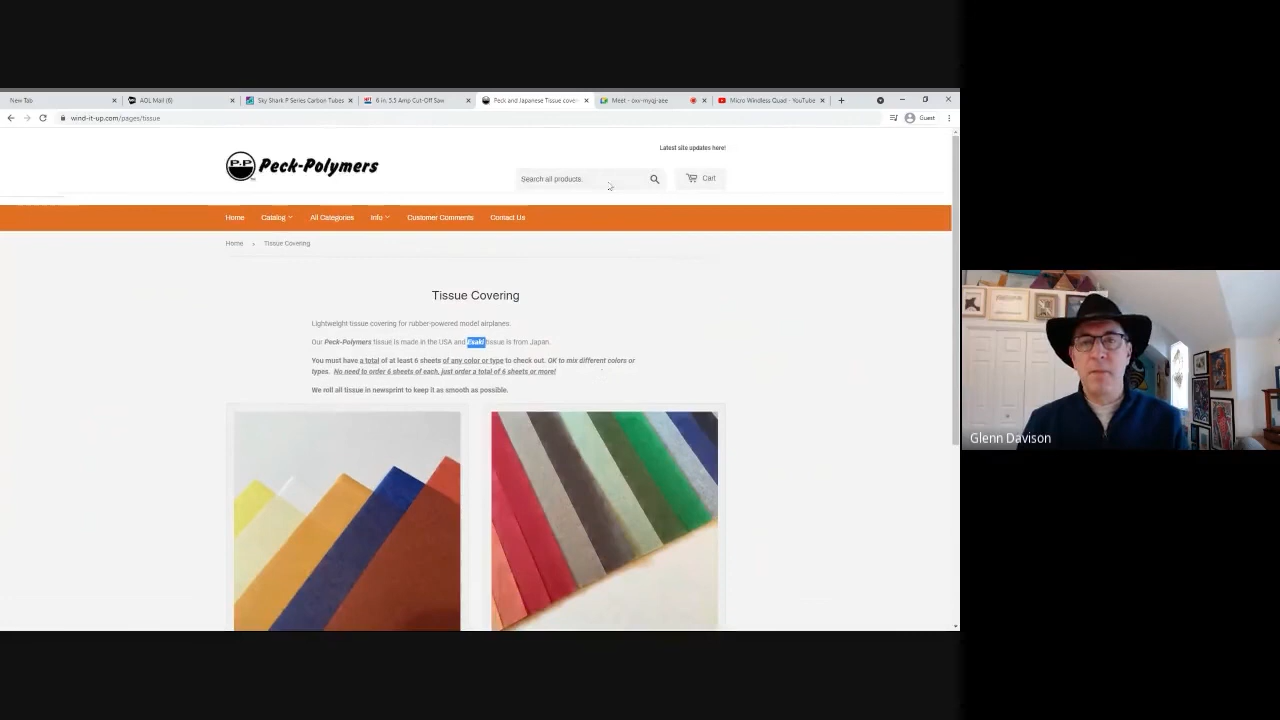 New Tab
AOL Mail (6)
Sky Shark P Series Carbon Tubes
6 in. 5.5 Amp Cut-Off Saw
Peck and Japanese Tissue cover
Meet - oxv-myqj-aee
Micro Windless Quad - YouTube
wind-it-up.com/pages/tissue
Guest
Latest site updates here!
P.P
Peck-Polymers
Search all products.
Cart
Home
Catalog
All Categories
Info
Customer Comments
Contact Us
Home
Tissue Covering
Tissue Covering
Lightweight tissue covering for rubber-powered model airplanes.
Our Peck-Polymers tissue is made in the USA and Esaki tissue is from Japan.
You must have a total of at least 6 sheets of any color or type to check out. OK to mix different colors or
types. No need to order 6 sheets of each, just order a total of 6 sheets or more!
We roll all tissue in newsprint to keep it as smooth as possible.
Glenn Davison